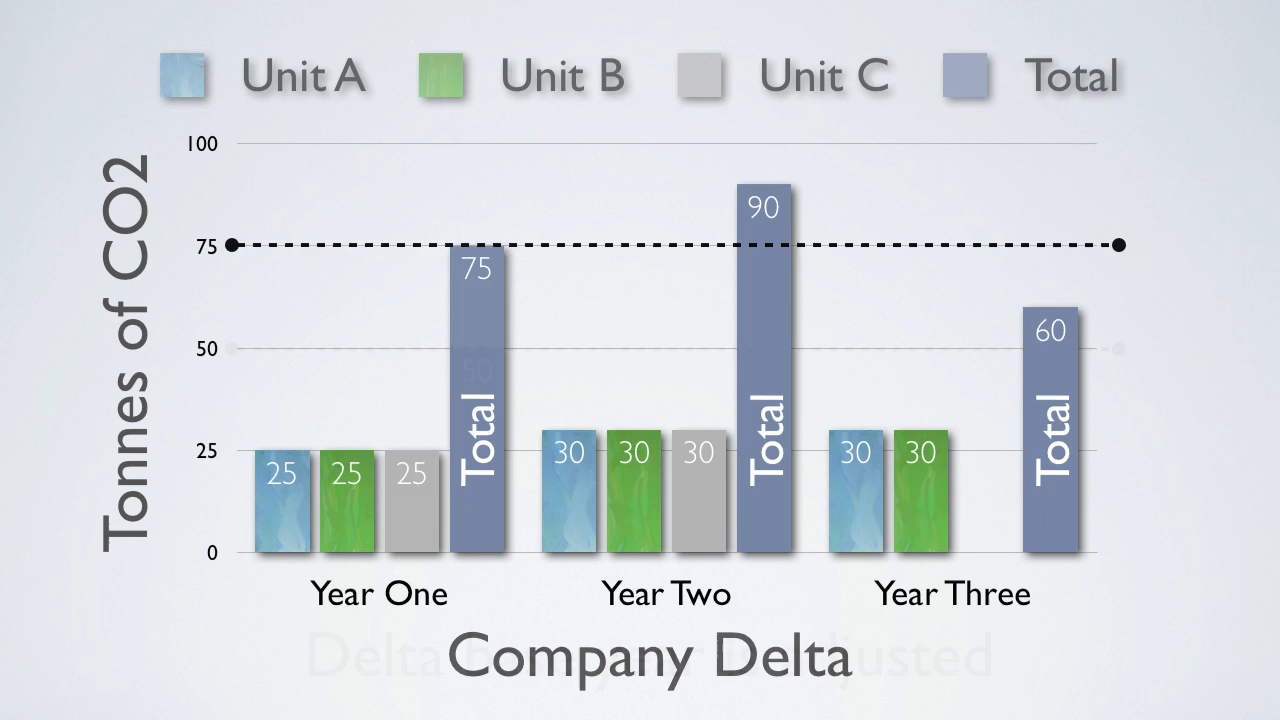 Unit A Unit B Unit C Total
Tonnes of CO2
100
75
50
25
0
75
90
60
50
25 25 25 Total
30 30 30 Total
30 30 Total
Year One Year Two Year Three
Company Delta